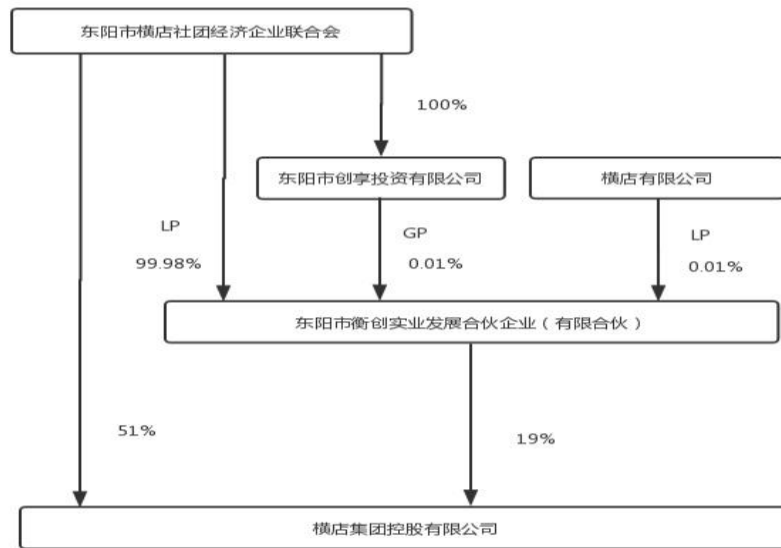 东阳市横店社团经济企业联合会
100%
东阳市创享投资有限公司
横店有限公司
LP
99.98%
GP
0.01%
LP
0.01%
东阳市衡创实业发展合伙企业（有限合伙）
51%
19%
横店集团控股有限公司